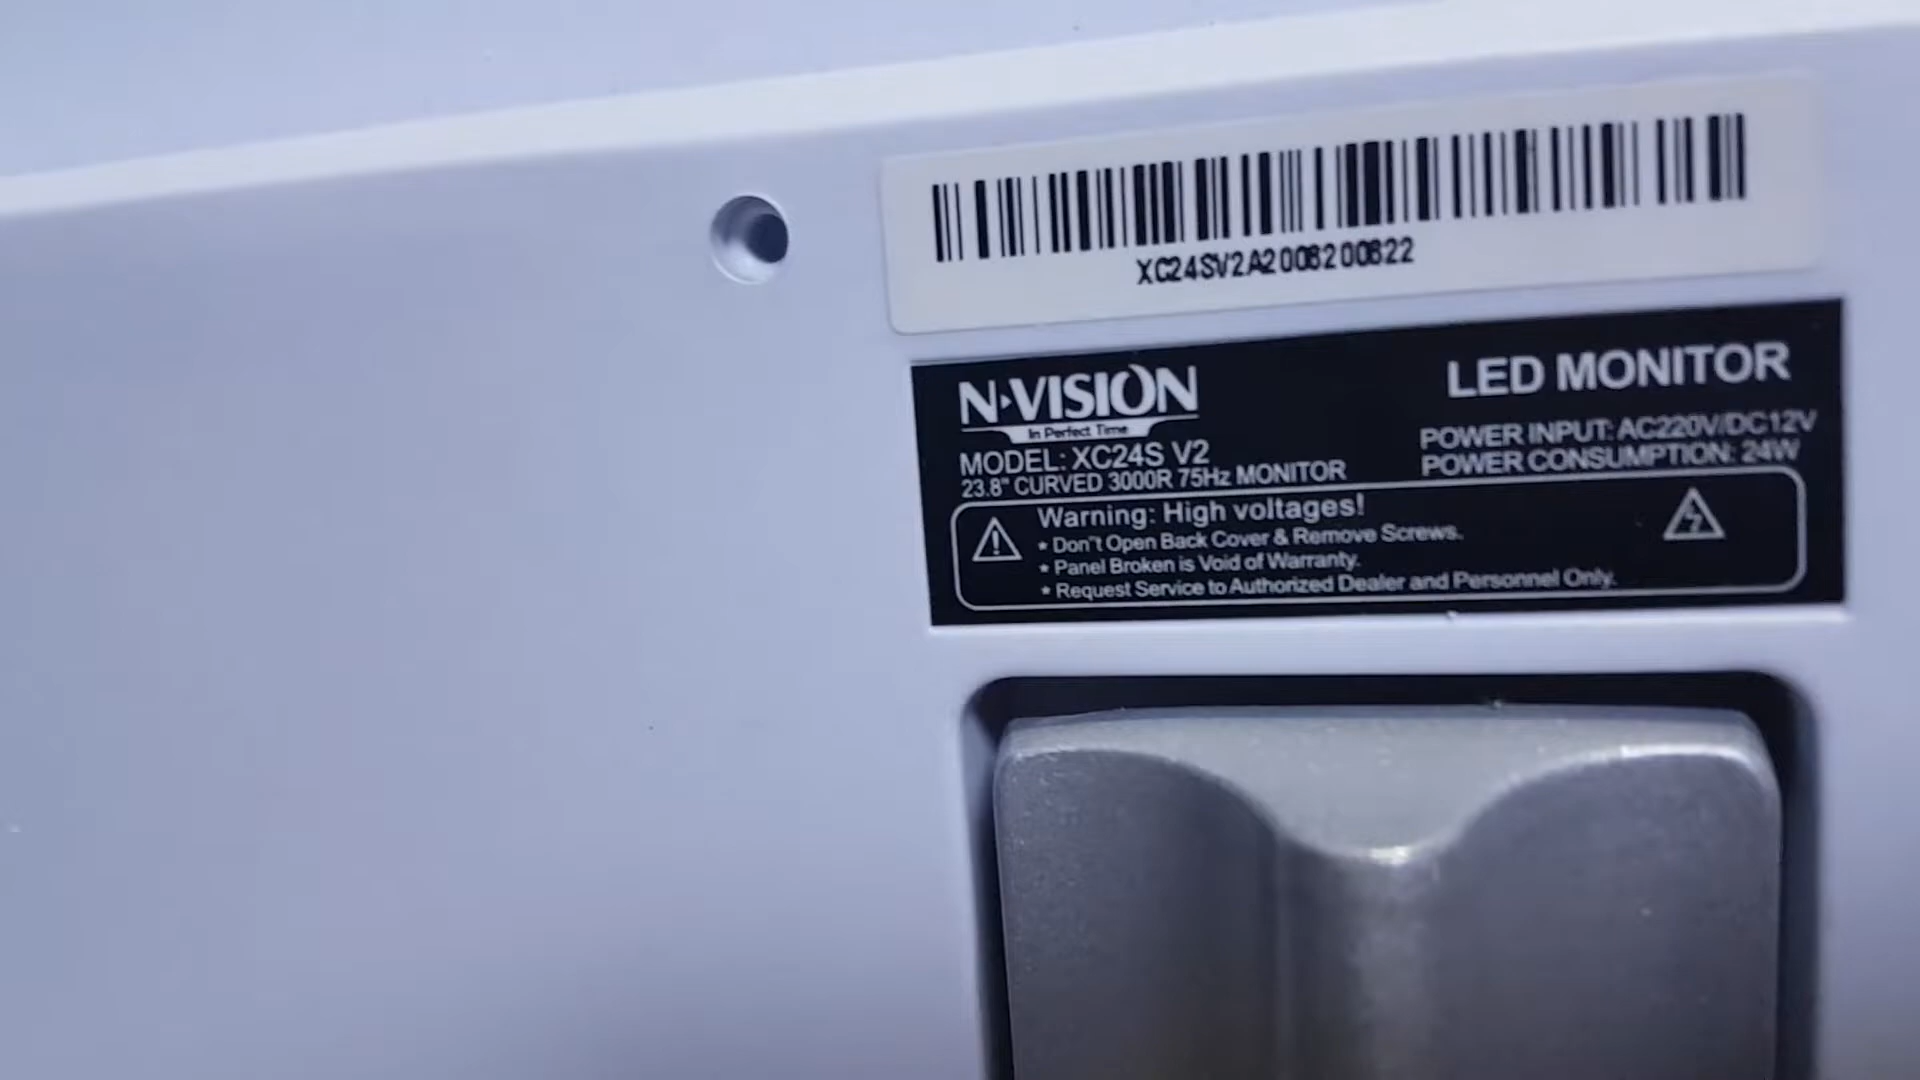 XC24SV2A2008200822
N-VISION
In Perfect Time
LED MONITOR
MODEL: XC24S V2
23.8" CURVED 3000R 75Hz MONITOR
POWER INPUT: AC220V/DC12V
POWER CONSUMPTION: 24W
Warning: High voltages!
* Don"t Open Back Cover & Remove Screws.
* Panel Broken is Void of Warranty.
* Request Service to Authorized Dealer and Personnel Only.